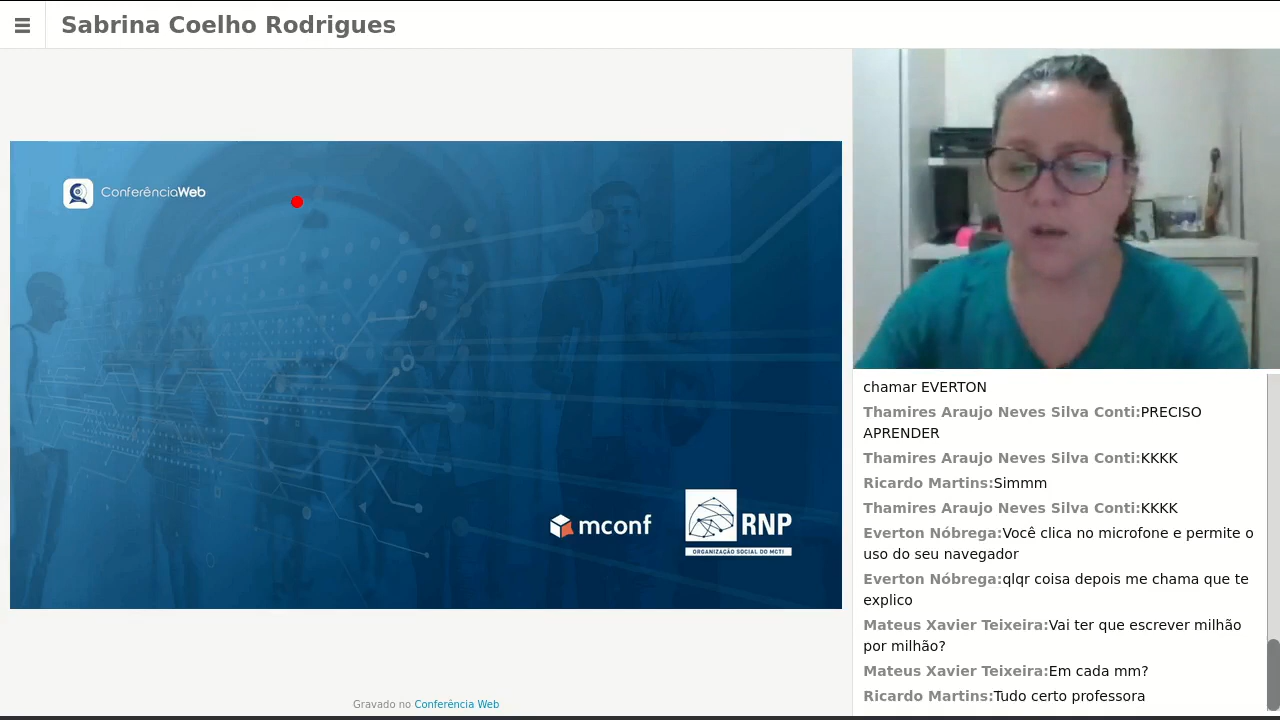 Sabrina Coelho Rodrigues
ConferênciaWeb
mconf
RNP
ORGANIZAÇÃO SOCIAL DO MCTI
Gravado no Conferência Web
chamar EVERTON
Thamires Araujo Neves Silva Conti:PRECISO
APRENDER
Thamires Araujo Neves Silva Conti:KKKK
Ricardo Martins:Simmm
Thamires Araujo Neves Silva Conti:KKKK
Everton Nóbrega:Você clica no microfone e permite o
uso do seu navegador
Everton Nóbrega:qlqr coisa depois me chama que te
explico
Mateus Xavier Teixeira:Vai ter que escrever milhão
por milhão?
Mateus Xavier Teixeira:Em cada mm?
Ricardo Martins:Tudo certo professora